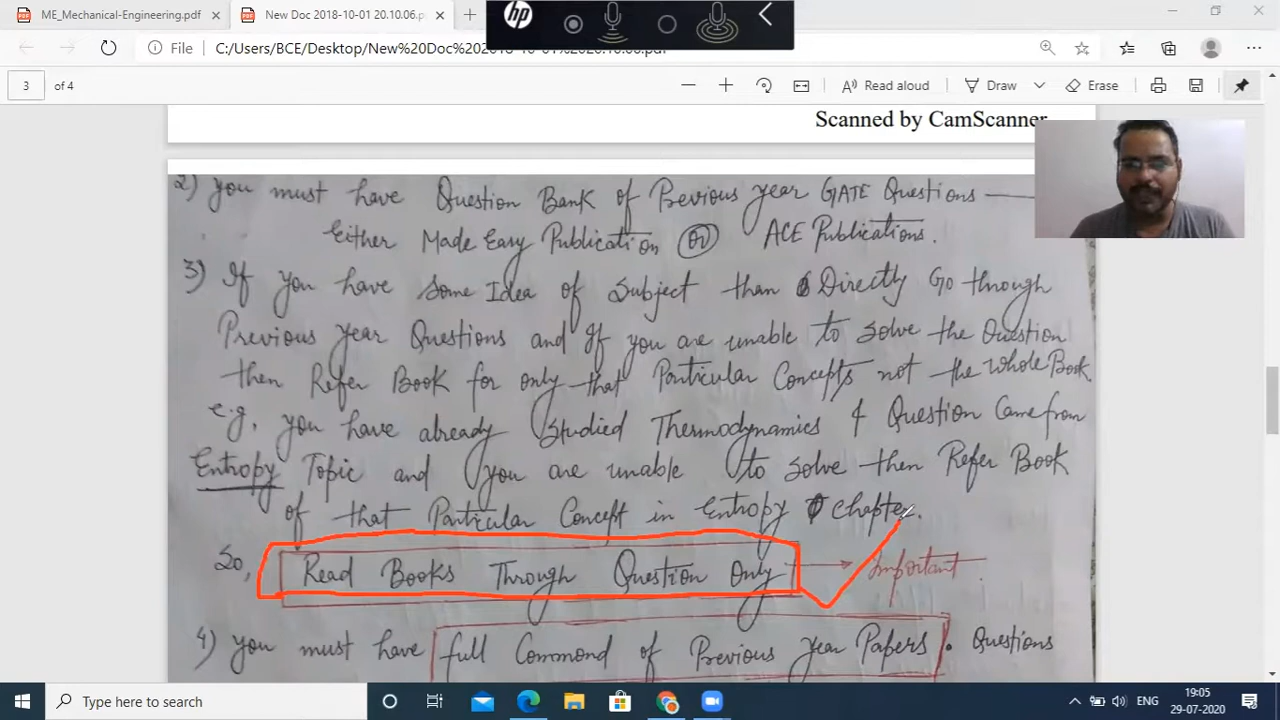 ME_Mechanical-Engineering.pdf
New Doc 2018-10-01 20.10.06.pdf
hp
File
C:/Users/BCE/Desktop/New%20Doc%202018-10-01%2020.10.06.pdf
3 of 4
Read aloud
Draw
Erase
Scanned by CamScanner
2) you must have Question Bank of Previous year GATE Questions
Either Made Easy Publication or ACE Publications.
3) If you have some Idea of Subject than Directly Go through
Previous Year Questions and If you are unable to solve the Question
then Refer Book for only that Particular Concepts not the whole Book.
e.g, you have already Studied Thermodynamics & Question Came from
Entropy Topic and you are unable to solve then Refer Book
of that Particular Concept in Entropy Chapter.
So, Read Books Through Question Only → Important
4) you must have full Command of Previous year Papers. Questions
Type here to search
ENG
19:05
29-07-2020